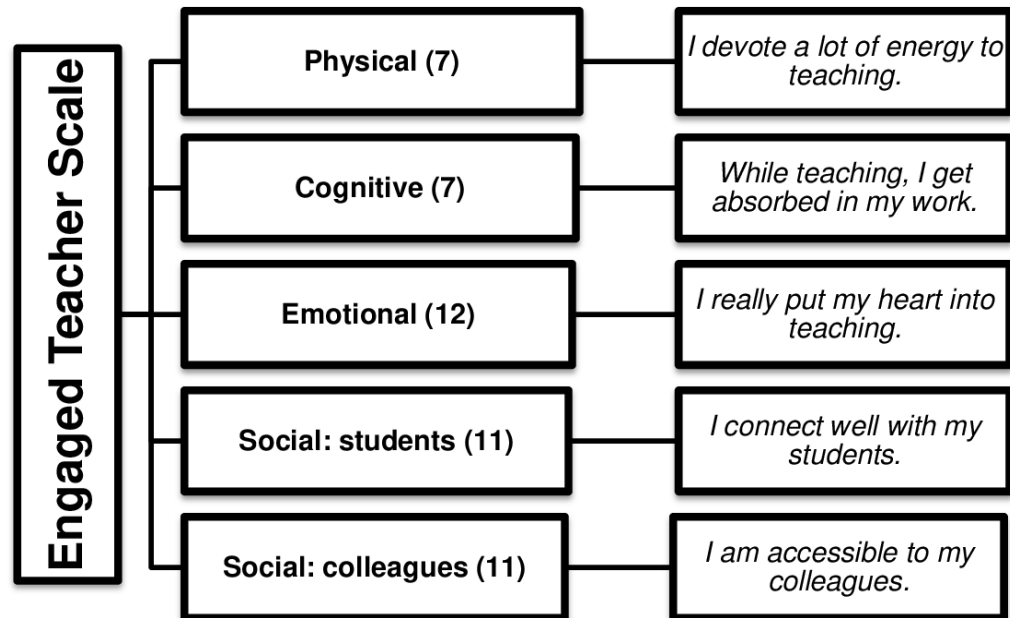 Engaged Teacher Scale
Physical (7)
I devote a lot of energy to
teaching.
Cognitive (7)
While teaching, I get
absorbed in my work.
Emotional (12)
I really put my heart into
teaching.
Social: students (11)
I connect well with my
students.
Social: colleagues (11)
I am accessible to my
colleagues.